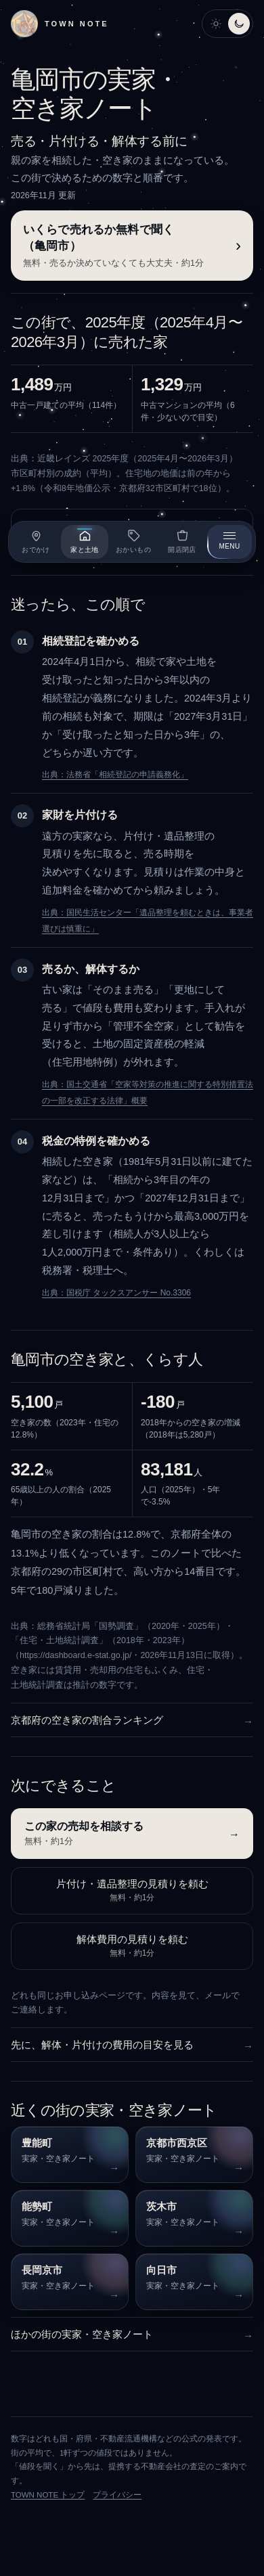 TOWN NOTE
亀岡市の実家・
空き家ノート
売る・片付ける・解体する前に
親の家を相続した・空き家のままになっている。
この街で決めるための数字と順番です。
2026年11月 更新
いくらで売れるか無料で聞く
（亀岡市）
無料・売るか決めていなくても大丈夫・約1分
›
この街で、2025年度（2025年4月〜
2026年3月）に売れた家
1,489万円
中古一戸建ての平均（114件）
1,329万円
中古マンションの平均（6
件・少ないので目安）
出典：近畿レインズ 2025年度（2025年4月〜2026年3月）
市区町村別の成約（平均）。住宅地の地価は前の年から
+1.8%（令和8年地価公示・京都府32市区町村で18位）。
おでかけ
家と土地
おかいもの
開店閉店
MENU
迷ったら、この順で
01
相続登記を確かめる
2024年4月1日から、相続で家や土地を
受け取ったと知った日から3年以内の
相続登記が義務になりました。2024年3月より
前の相続も対象で、期限は「2027年3月31日」
か「受け取ったと知った日から3年」の、
どちらか遅い方です。
出典：法務省「相続登記の申請義務化」
02
家財を片付ける
遠方の実家なら、片付け・遺品整理の
見積りを先に取ると、売る時期を
決めやすくなります。見積りは作業の中身と
追加料金を確かめてから頼みましょう。
出典：国民生活センター「遺品整理を頼むときは、事業者
選びは慎重に」
03
売るか、解体するか
古い家は「そのまま売る」「更地にして
売る」で値段も費用も変わります。手入れが
足りず市から「管理不全空家」として勧告を
受けると、土地の固定資産税の軽減
（住宅用地特例）が外れます。
出典：国土交通省「空家等対策の推進に関する特別措置法
の一部を改正する法律」概要
04
税金の特例を確かめる
相続した空き家（1981年5月31日以前に建てた
家など）は、「相続から3年目の年の
12月31日まで」かつ「2027年12月31日まで」
に売ると、売ったもうけから最高3,000万円を
差し引けます（相続人が3人以上なら
1人2,000万円まで・条件あり）。くわしくは
税務署・税理士へ。
出典：国税庁 タックスアンサー No.3306
亀岡市の空き家と、くらす人
5,100戸
空き家の数（2023年・住宅の
12.8%）
-180戸
2018年からの空き家の増減
（2018年は5,280戸）
32.2%
65歳以上の人の割合（2025
年）
83,181人
人口（2025年）・5年
で-3.5%
亀岡市の空き家の割合は12.8%で、京都府全体の
13.1%より低くなっています。このノートで比べた
京都府の29の市区町村で、高い方から14番目です。
5年で180戸減りました。
出典：総務省統計局「国勢調査」（2020年・2025年）・
「住宅・土地統計調査」（2018年・2023年）
（https://dashboard.e-stat.go.jp/・2026年11月13日に取得）。
空き家には賃貸用・売却用の住宅もふくみ、住宅・
土地統計調査は推計の数字です。
京都府の空き家の割合ランキング →
次にできること
この家の売却を相談する
無料・約1分
→
片付け・遺品整理の見積りを頼む
無料・約1分
解体費用の見積りを頼む
無料・約1分
どれも同じお申し込みページです。内容を見て、メールで
ご連絡します。
先に、解体・片付けの費用の目安を見る →
近くの街の実家・空き家ノート
豊能町
実家・空き家ノート
→
京都市西京区
実家・空き家ノート
→
能勢町
実家・空き家ノート
→
茨木市
実家・空き家ノート
→
長岡京市
実家・空き家ノート
→
向日市
実家・空き家ノート
→
ほかの街の実家・空き家ノート →
数字はどれも国・府県・不動産流通機構などの公式の発表です。
街の平均で、1軒ずつの値段ではありません。
「値段を聞く」から先は、提携する不動産会社の査定のご案内で
す。
TOWN NOTE トップ プライバシー